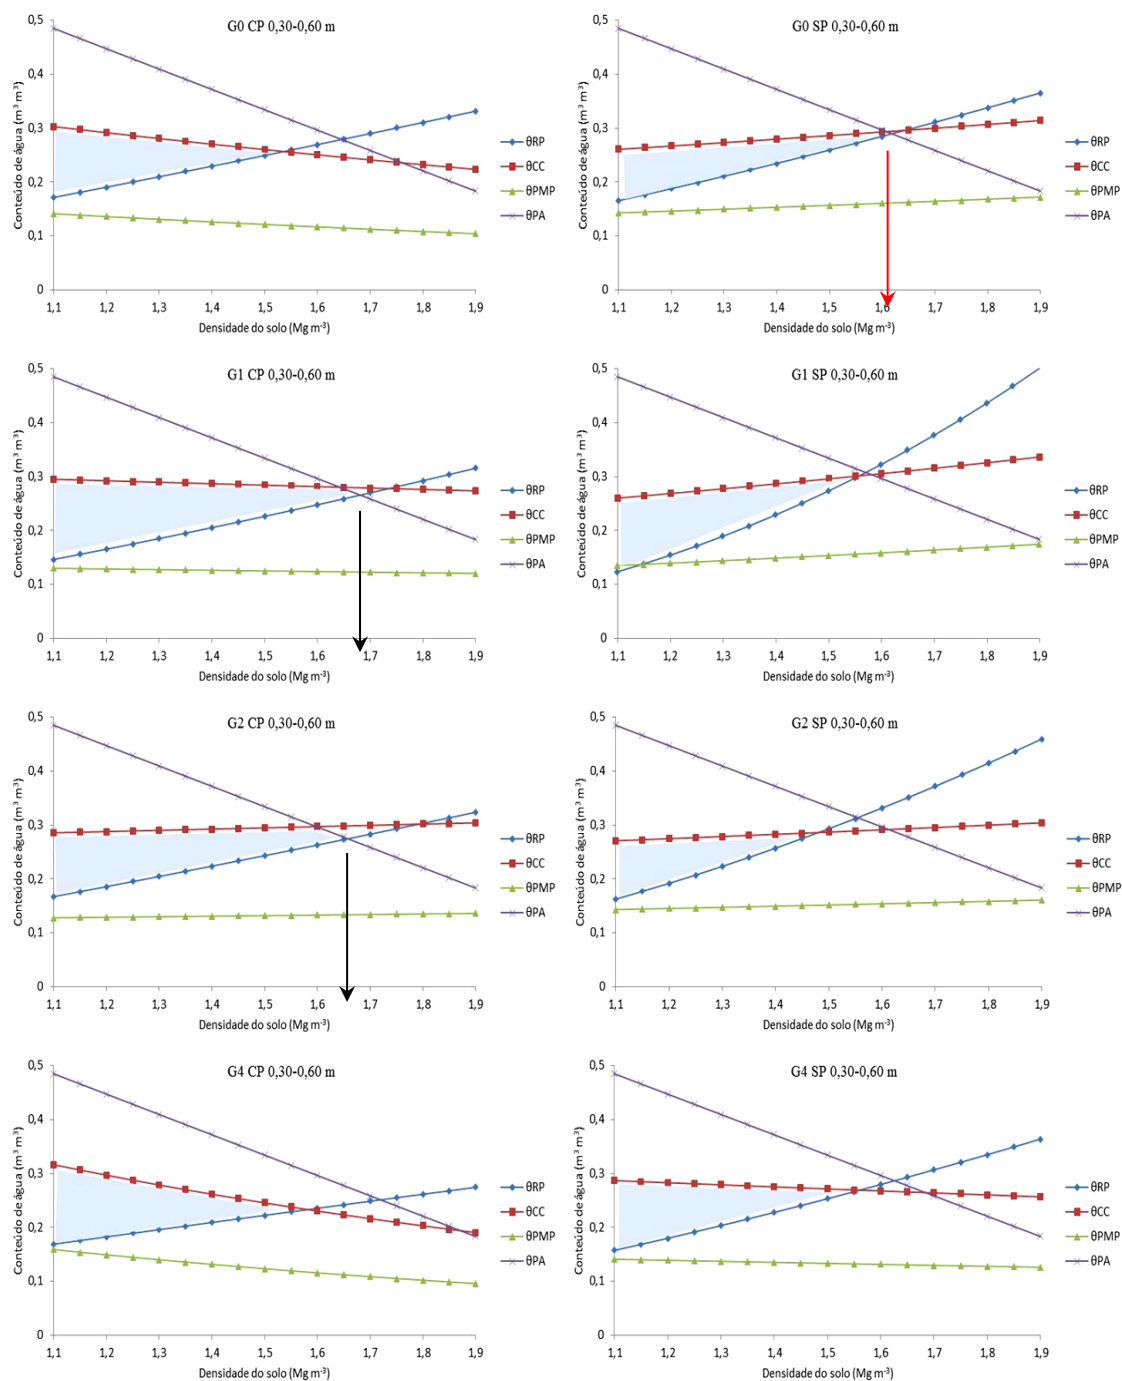 G0 CP 0,30-0,60 m
Conteúdo de água (m³ m³)
0,5
0,4
0,3
0,2
0,1
0
1,1 1,2 1,3 1,4 1,5 1,6 1,7 1,8 1,9
Densidade do solo (Mg m⁻³)
θRP
θCC
θPMP
θPA
G0 SP 0,30-0,60 m
Conteúdo de água (m³ m³)
0,5
0,4
0,3
0,2
0,1
0
1,1 1,2 1,3 1,4 1,5 1,6 1,7 1,8 1,9
Densidade do solo (Mg m⁻³)
θRP
θCC
θPMP
θPA
G1 CP 0,30-0,60 m
Conteúdo de água (m³ m³)
0,5
0,4
0,3
0,2
0,1
0
1,1 1,2 1,3 1,4 1,5 1,6 1,7 1,8 1,9
Densidade do solo (Mg m⁻³)
θRP
θCC
θPMP
θPA
G1 SP 0,30-0,60 m
Conteúdo de água (m³ m³)
0,5
0,4
0,3
0,2
0,1
0
1,1 1,2 1,3 1,4 1,5 1,6 1,7 1,8 1,9
Densidade do solo (Mg m⁻³)
θRP
θCC
θPMP
θPA
G2 CP 0,30-0,60 m
Conteúdo de água (m³ m³)
0,5
0,4
0,3
0,2
0,1
0
1,1 1,2 1,3 1,4 1,5 1,6 1,7 1,8 1,9
Densidade do solo (Mg m⁻³)
θRP
θCC
θPMP
θPA
G2 SP 0,30-0,60 m
Conteúdo de água (m³ m³)
0,5
0,4
0,3
0,2
0,1
0
1,1 1,2 1,3 1,4 1,5 1,6 1,7 1,8 1,9
Densidade do solo (Mg m⁻³)
θRP
θCC
θPMP
θPA
G4 CP 0,30-0,60 m
Conteúdo de água (m³ m³)
0,5
0,4
0,3
0,2
0,1
0
1,1 1,2 1,3 1,4 1,5 1,6 1,7 1,8 1,9
Densidade do solo (Mg m⁻³)
θRP
θCC
θPMP
θPA
G4 SP 0,30-0,60 m
Conteúdo de água (m³ m³)
0,5
0,4
0,3
0,2
0,1
0
1,1 1,2 1,3 1,4 1,5 1,6 1,7 1,8 1,9
Densidade do solo (Mg m⁻³)
θRP
θCC
θPMP
θPA